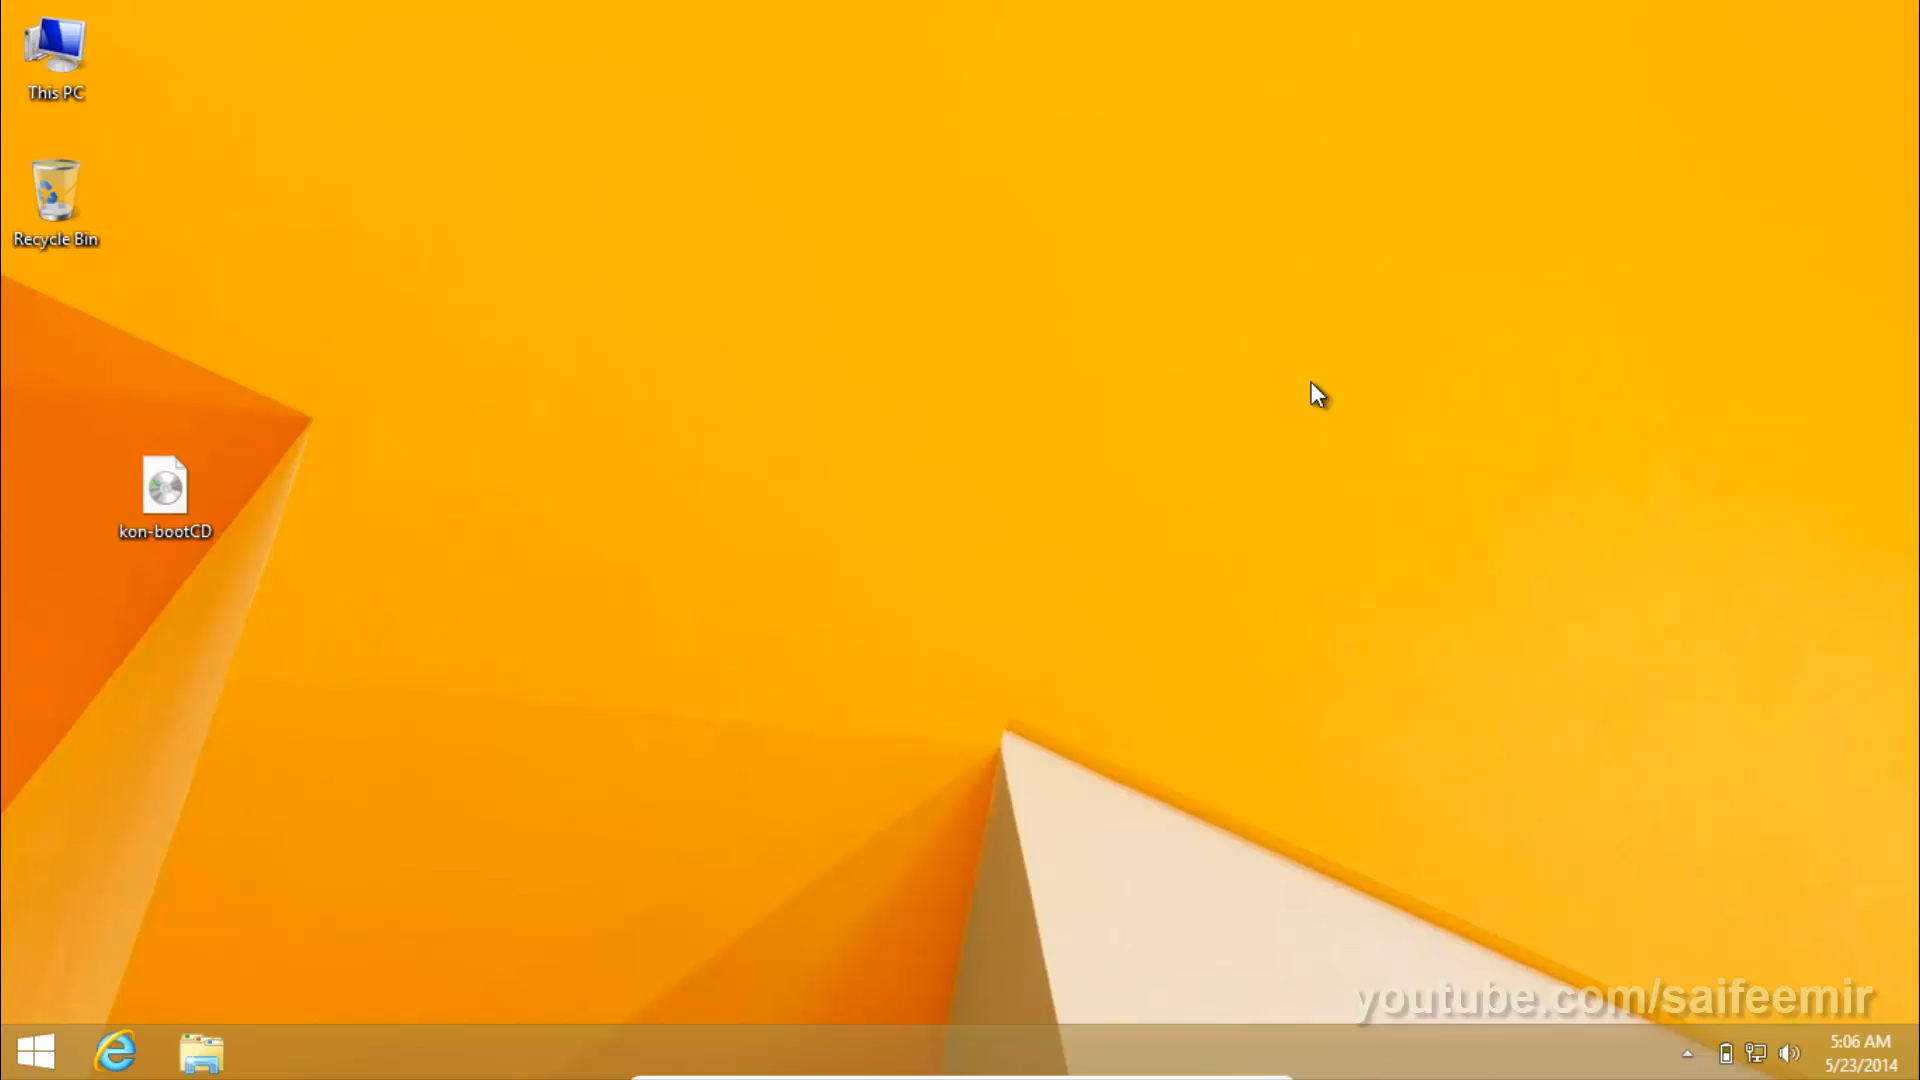 This PC
Recycle Bin
kon-bootCD
youtube.com/saifeemir
5:06 AM
5/23/2014